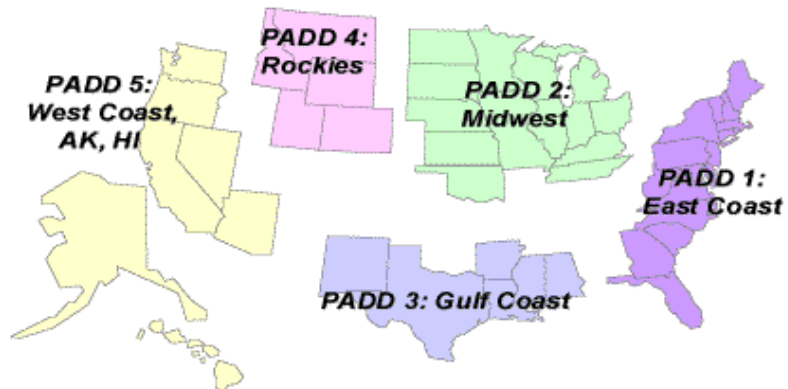 PADD 5:
West Coast,
AK, HI
PADD 4:
Rockies
PADD 2:
Midwest
PADD 1:
East Coast
PADD 3: Gulf Coast